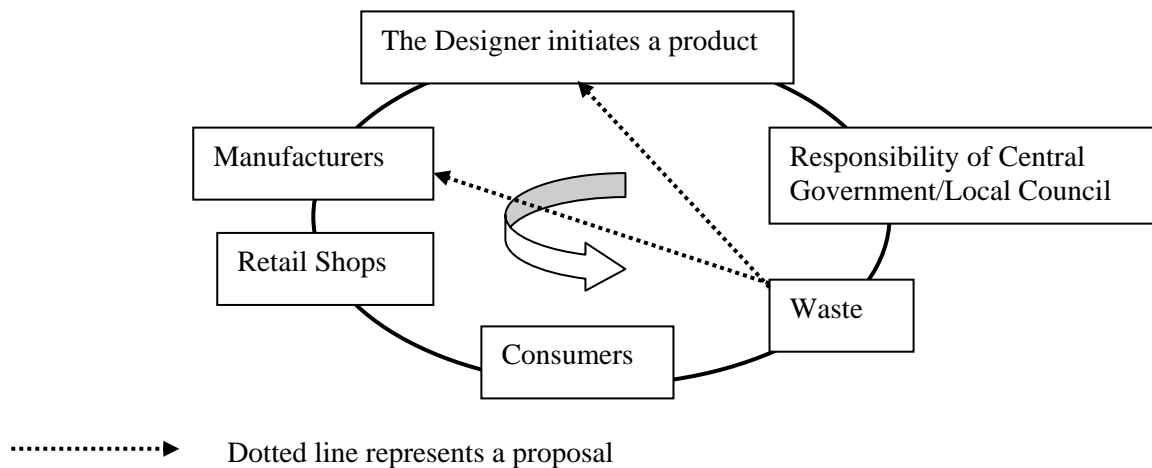 The Designer initiates a product
Manufacturers
Responsibility of Central
Government/Local Council
Retail Shops
Waste
Consumers
Dotted line represents a proposal